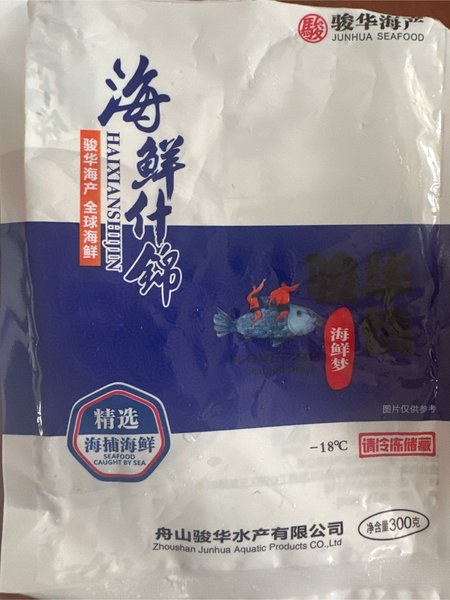 駿 骏华海产
JUNHUA SEAFOOD
海鲜什锦
HAIXIANSHIJIN
骏华海产 全球海鲜
骏华
海鲜梦
图片仅供参考
精选
海捕海鲜
SEAFOOD
CAUGHT BY SEA
-18℃
请冷冻储藏
舟山骏华水产有限公司
Zhoushan Junhua Aquatic Products CO.,Ltd
净含量300克